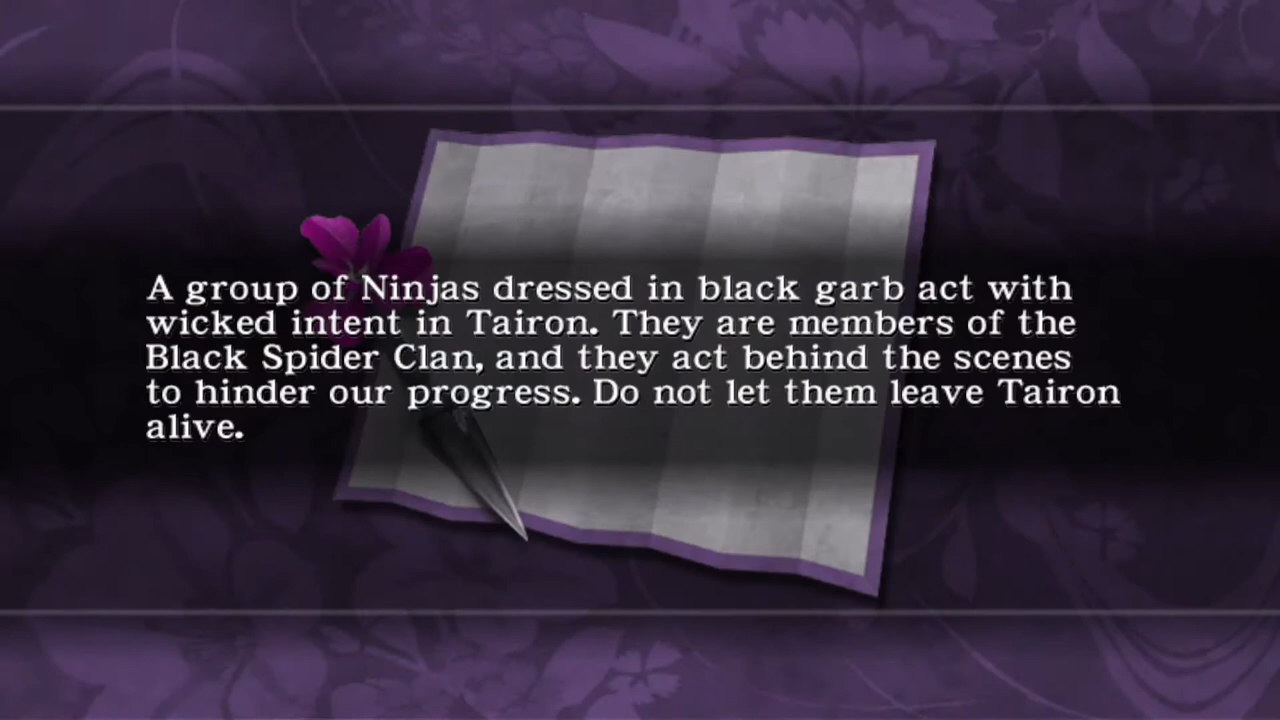 A group of Ninjas dressed in black garb act with
wicked intent in Tairon. They are members of the
Black Spider Clan, and they act behind the scenes
to hinder our progress. Do not let them leave Tairon
alive.